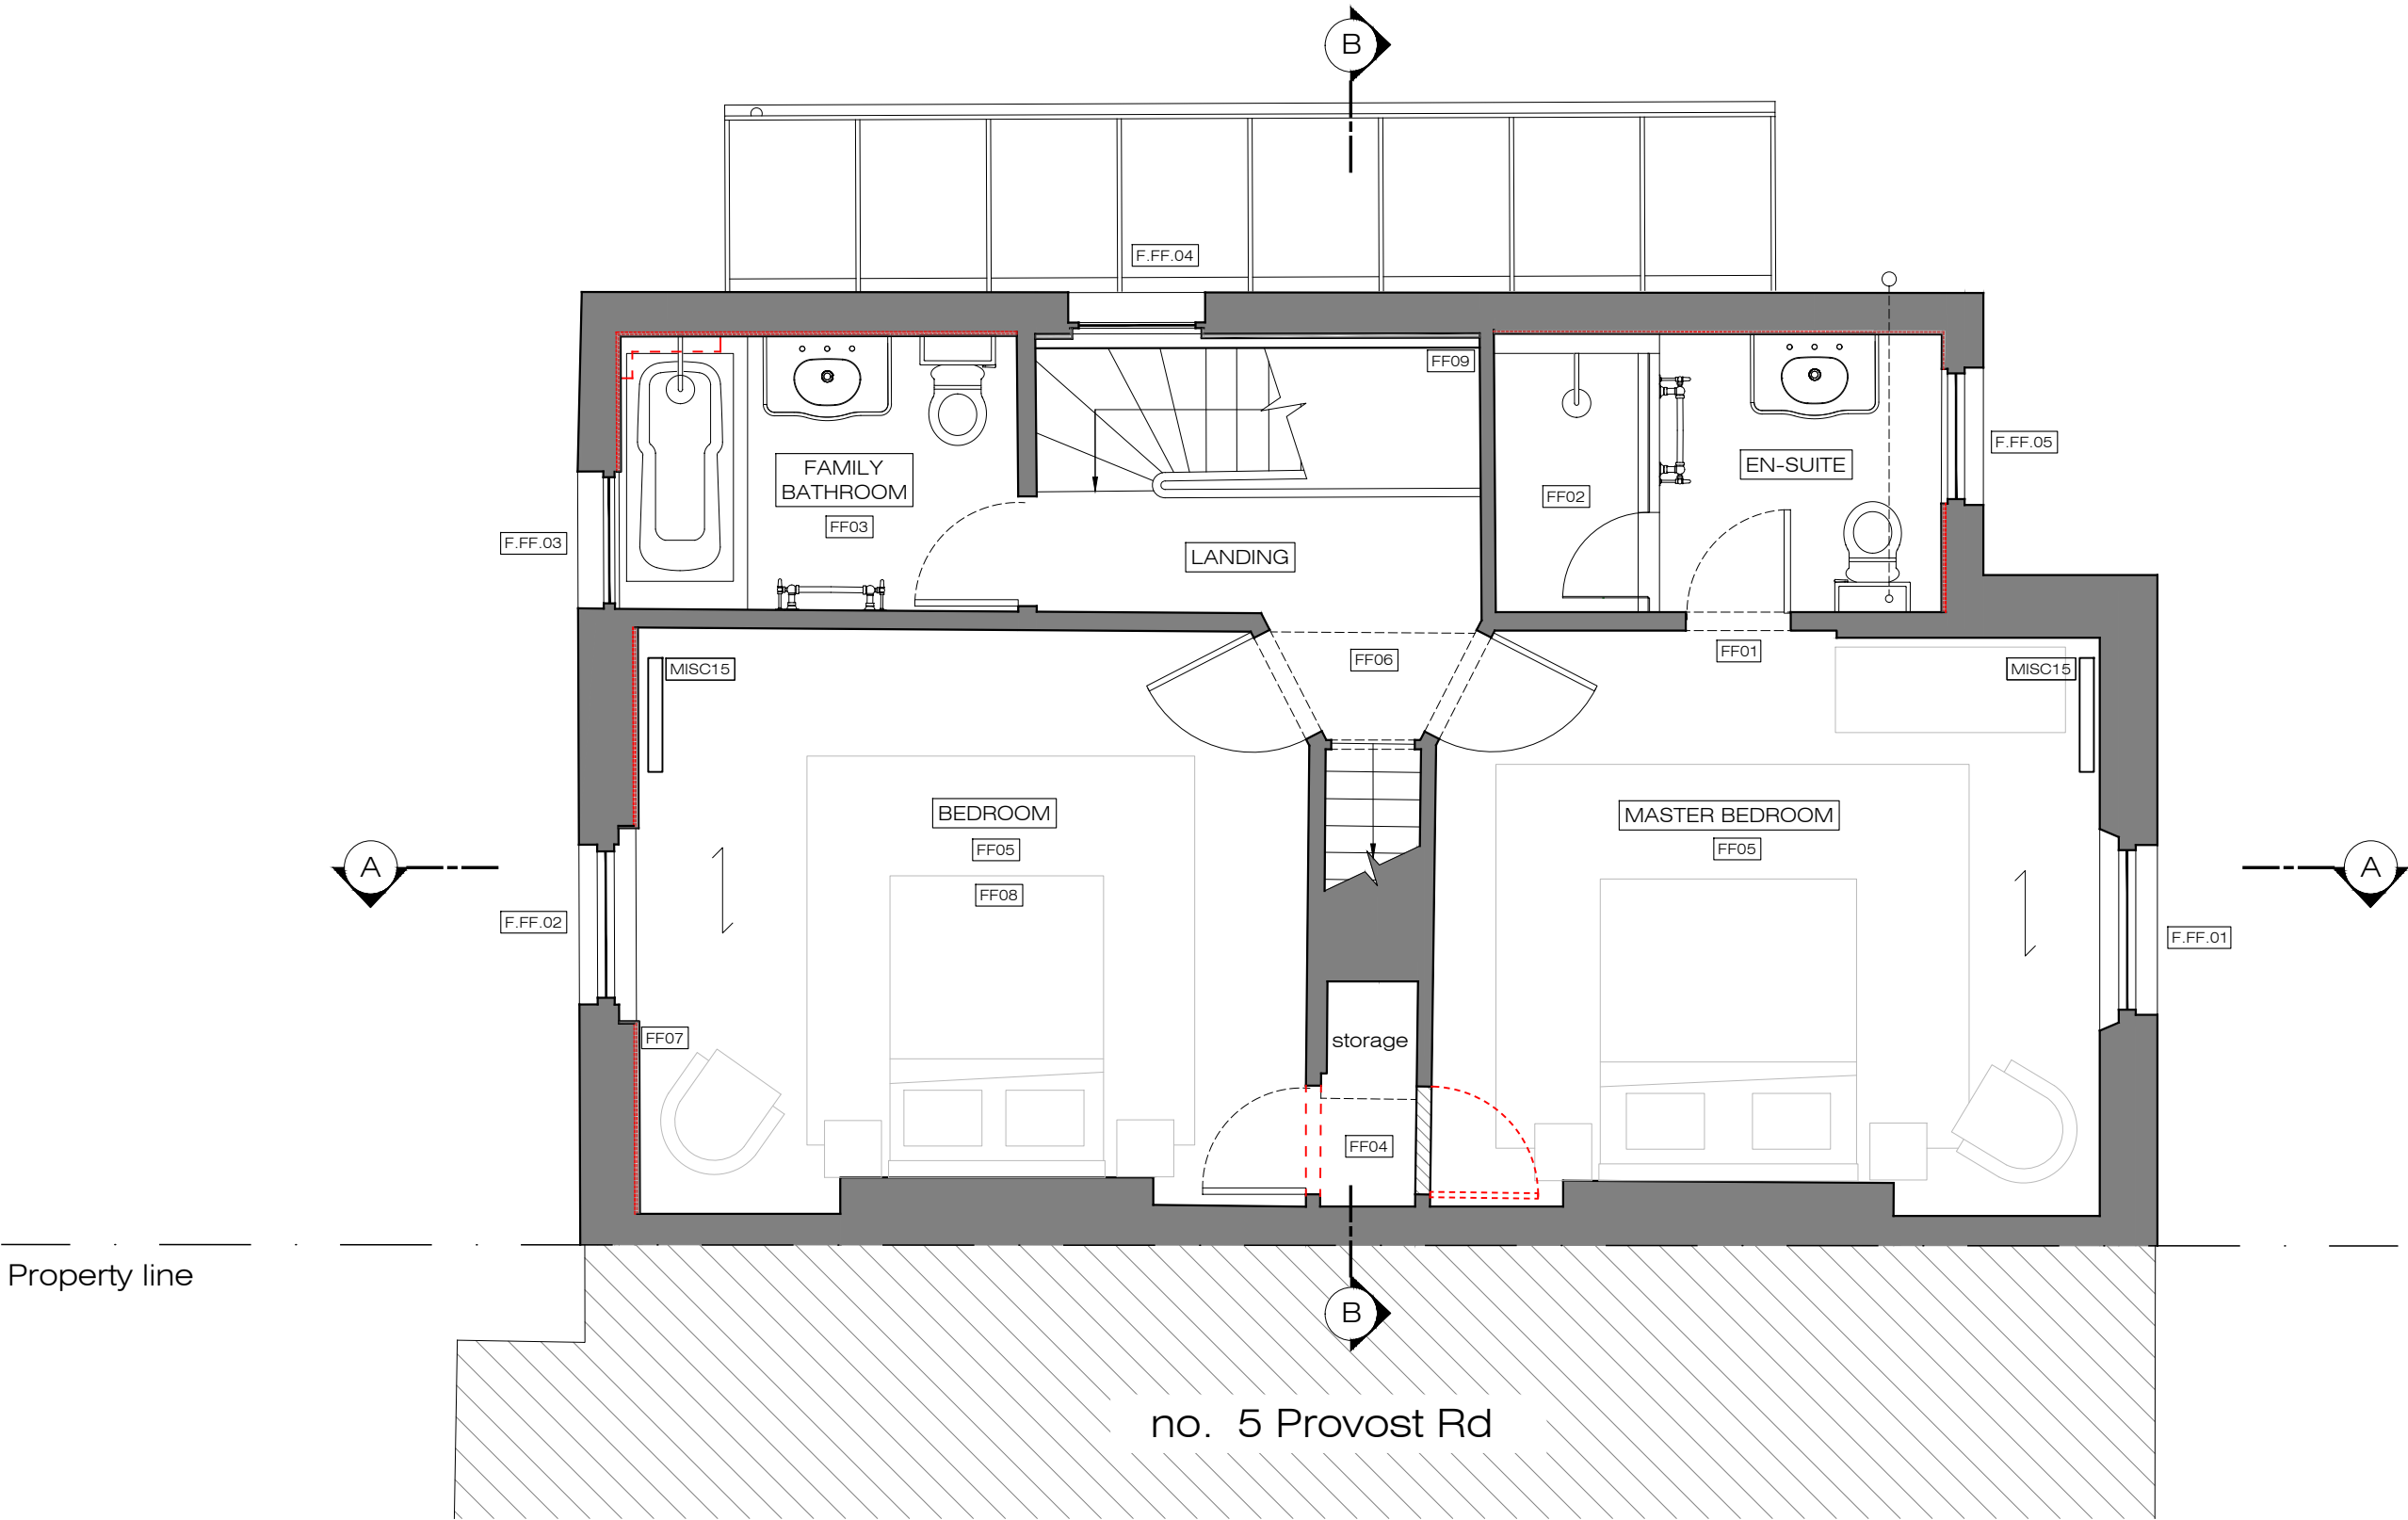 B
F.FF.04
FF09
F.FF.05
FAMILY
BATHROOM
EN-SUITE
FF02
FF03
F.FF.03
LANDING
FF01
FF06
MISC15
MISC15
BEDROOM
MASTER BEDROOM
FF05
FF05
A
A
FF08
F.FF.02
F.FF.01
FF07
storage
FF04
Property line
B
no. 5 Provost Rd